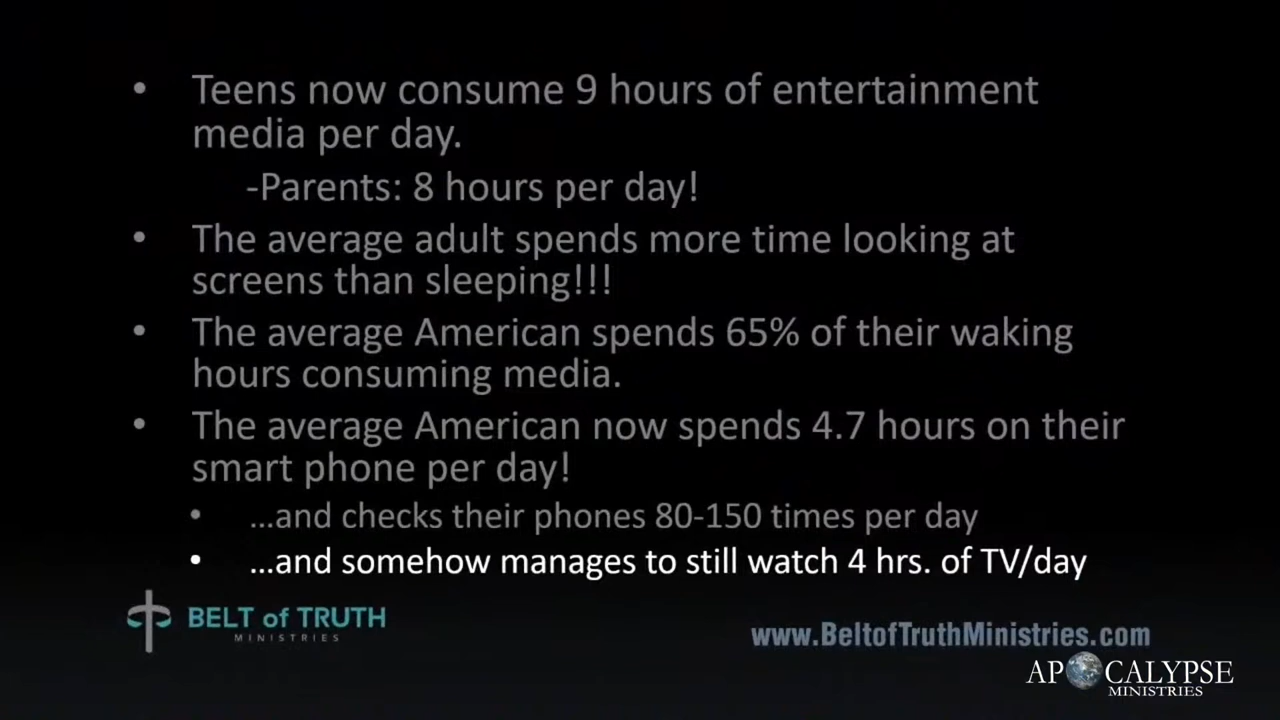 • Teens now consume 9 hours of entertainment
media per day.
-Parents: 8 hours per day!
• The average adult spends more time looking at
screens than sleeping!!!
• The average American spends 65% of their waking
hours consuming media.
• The average American now spends 4.7 hours on their
smart phone per day!
• …and checks their phones 80-150 times per day
• …and somehow manages to still watch 4 hrs. of TV/day
BELT of TRUTH
MINISTRIES
www.BeltofTruthMinistries.com
APOCALYPSE
MINISTRIES